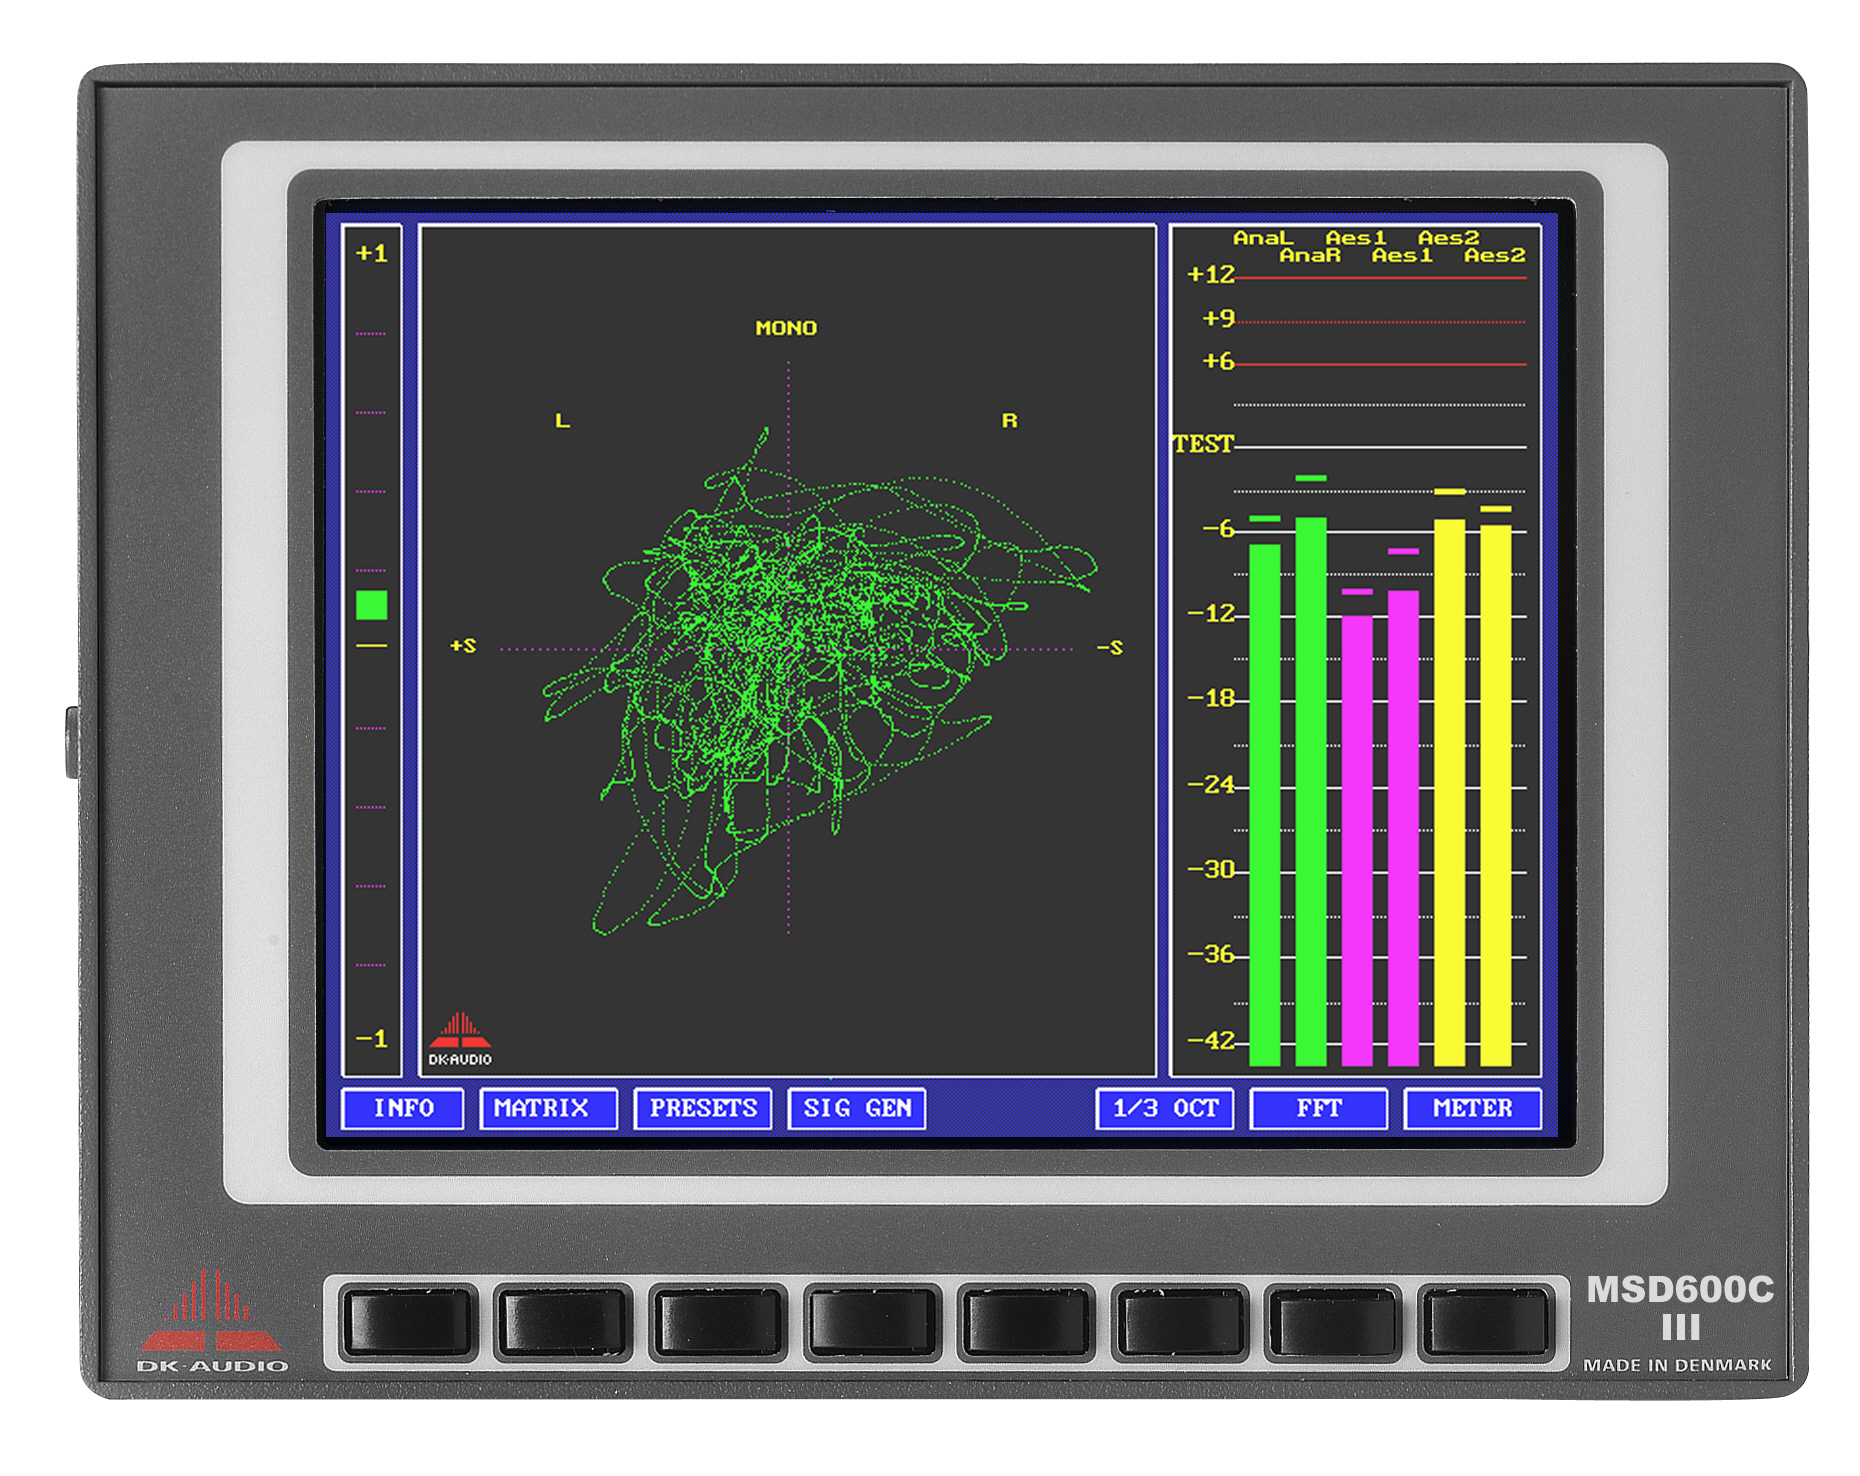 +1
-1
MONO
L R
+S -S
DK-AUDIO
AnaL Aes1 Aes2
AnaR Aes1 Aes2
+12
+9
+6
TEST
-6
-12
-18
-24
-30
-36
-42
INFO MATRIX PRESETS SIG GEN 1/3 OCT FFT METER
DK-AUDIO
MSD600C
III
MADE IN DENMARK